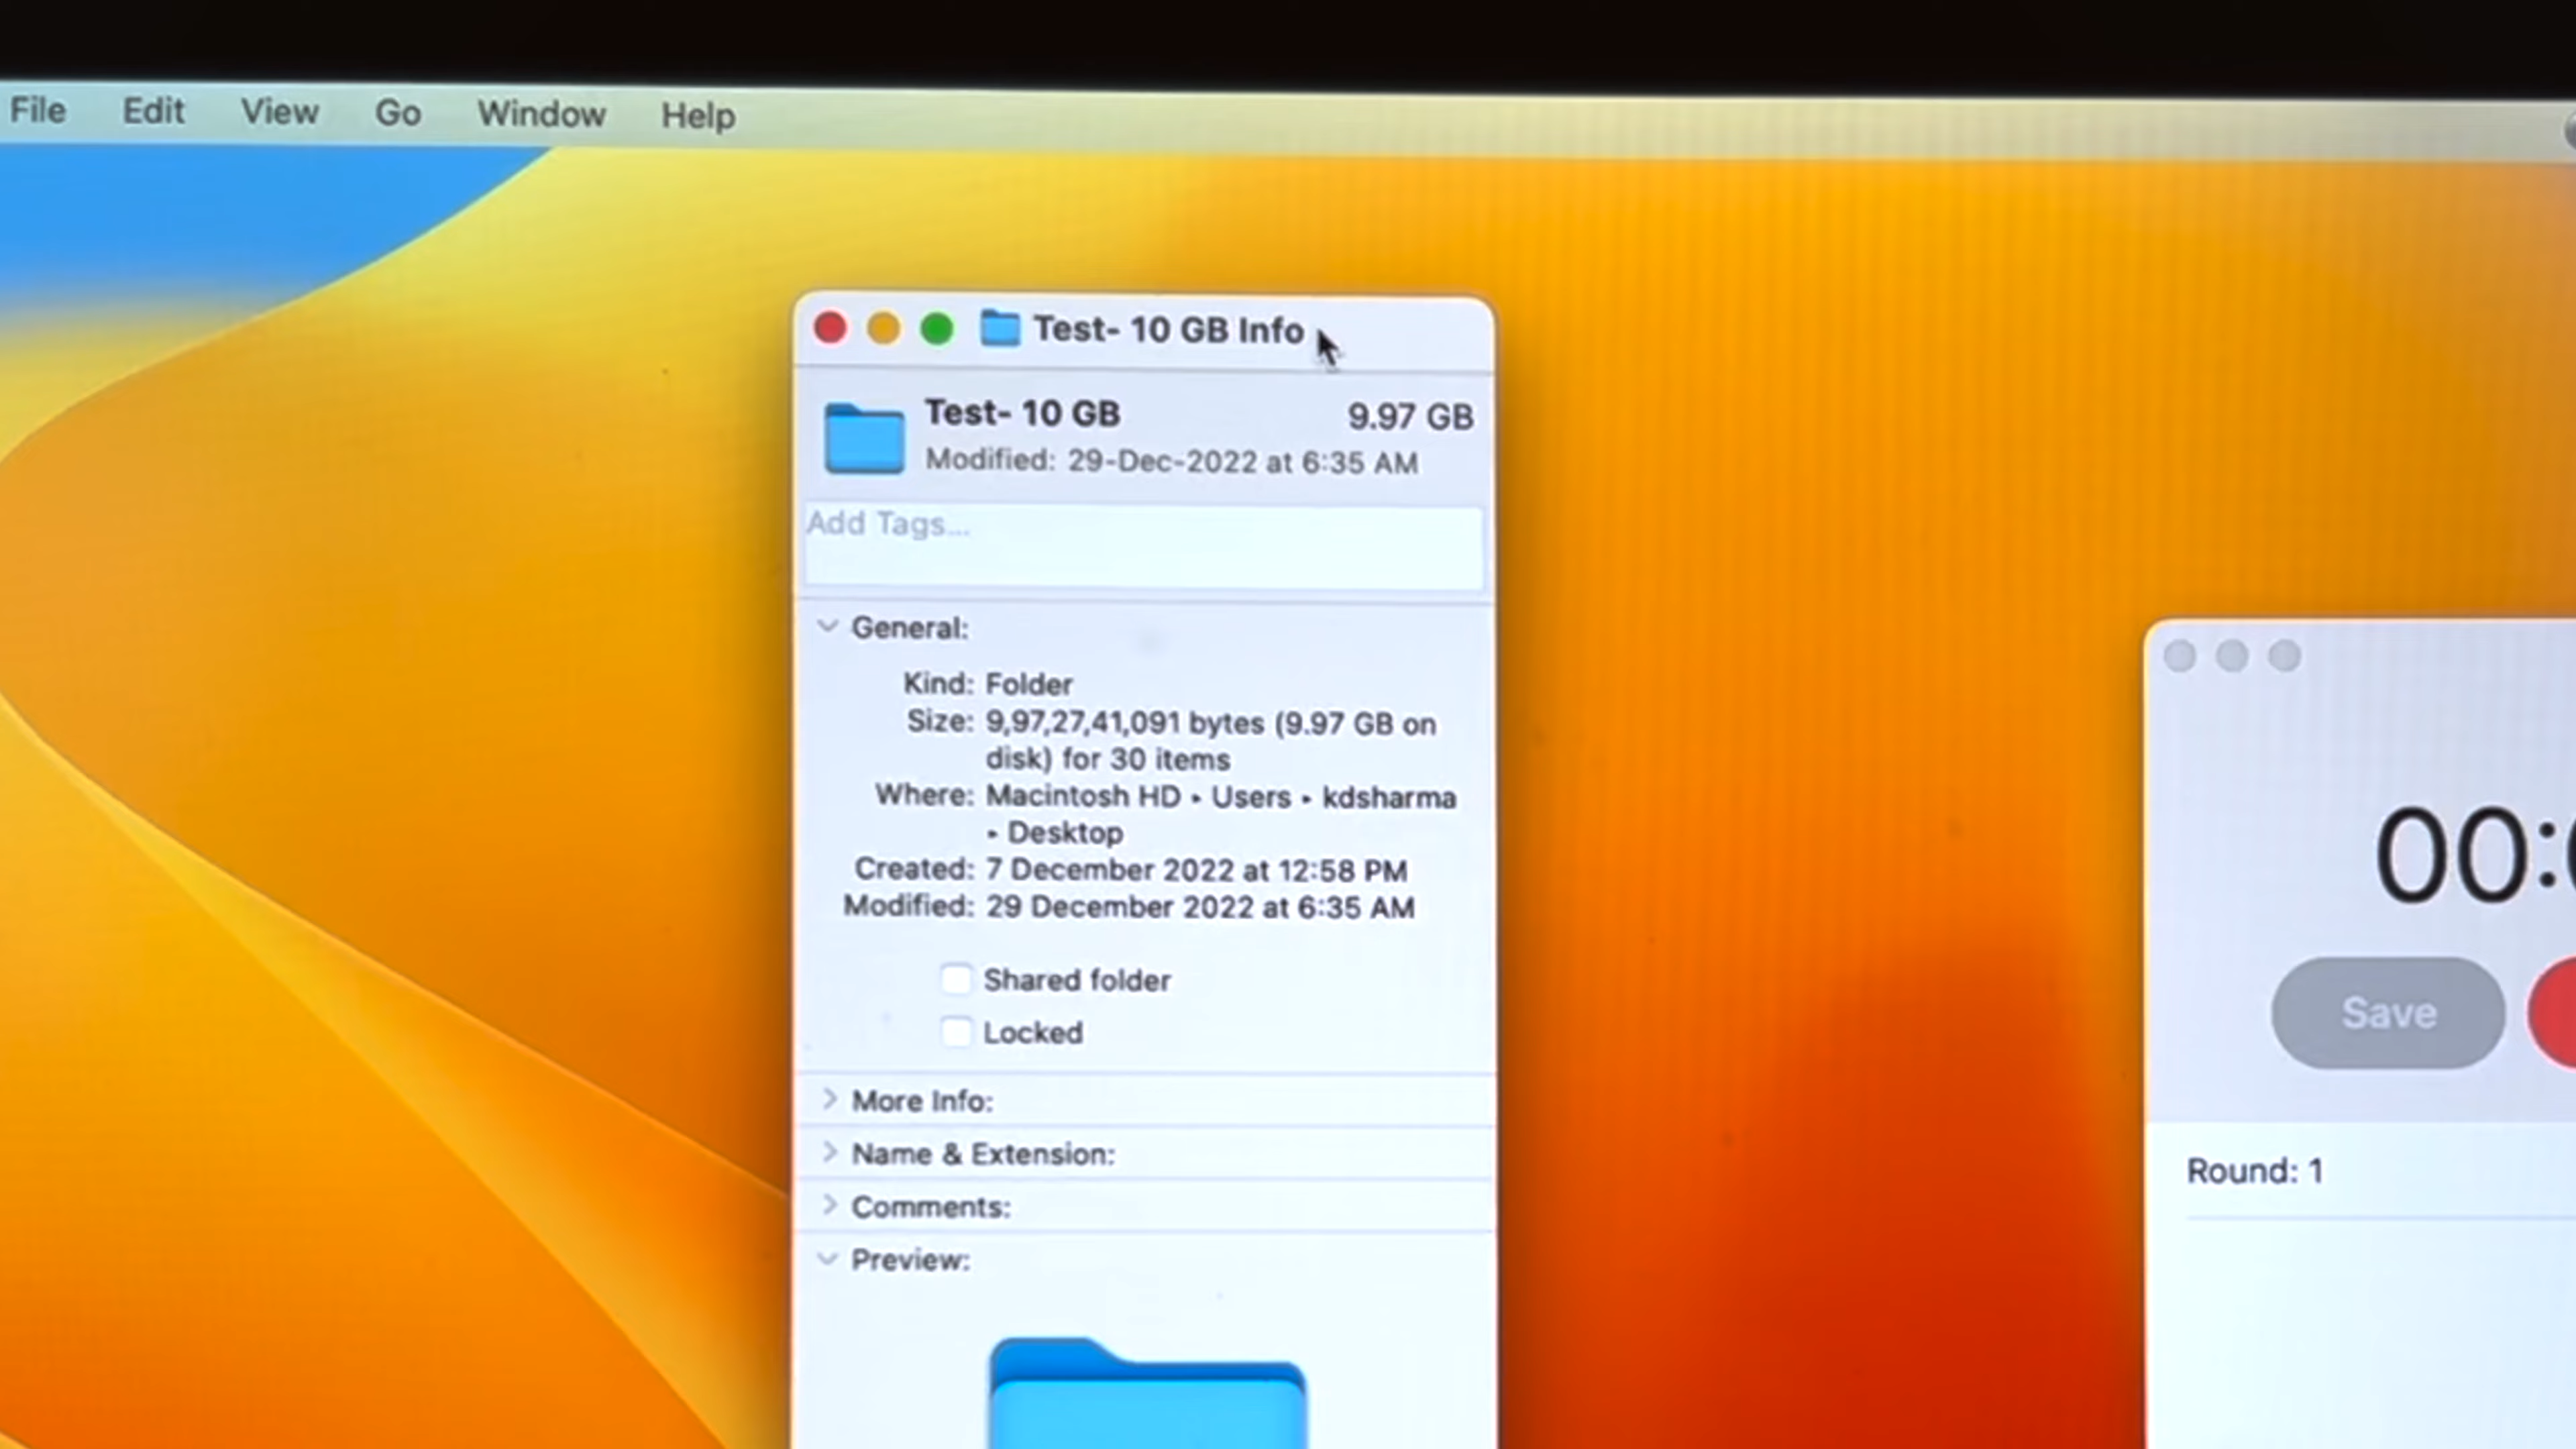 File Edit View Go Window Help
Test- 10 GB Info
Test- 10 GB 9.97 GB
Modified: 29-Dec-2022 at 6:35 AM
Add Tags...
General:
Kind: Folder
Size: 9,97,27,41,091 bytes (9.97 GB on
disk) for 30 items
Where: Macintosh HD ▸ Users ▸ kdsharma
▸ Desktop
Created: 7 December 2022 at 12:58 PM
Modified: 29 December 2022 at 6:35 AM
Shared folder
Locked
More Info:
Name & Extension:
Comments:
Preview:
00:
Save
Round: 1